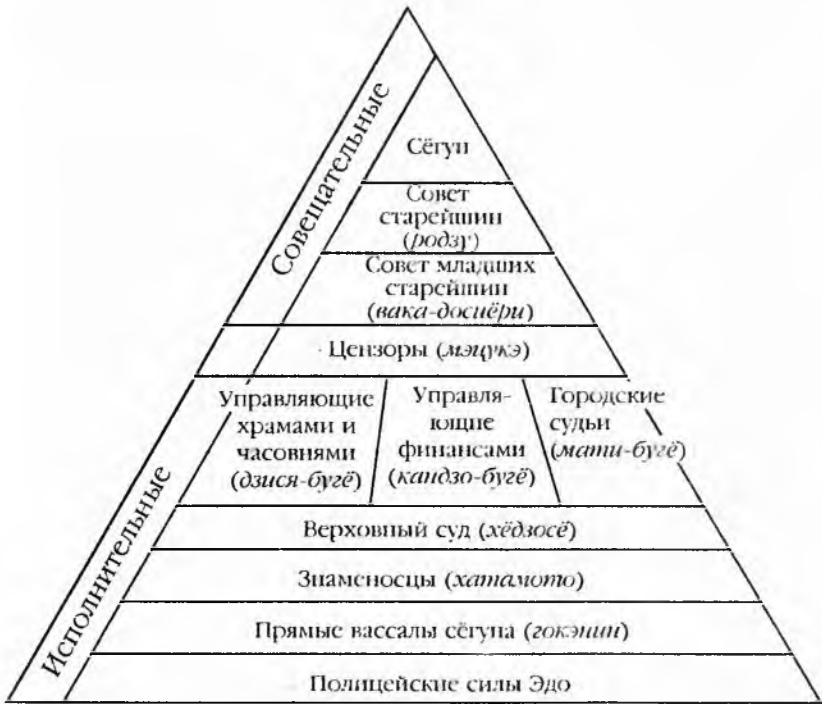 Совещательные
Сёгун
Совет
старейшин
(родзу)
Совет младших
старейшин
(вака-досиёри)
Цензоры (мэцукэ)
Исполнительные
Управляющие
храмами и
часовнями
(дзися-бугё)
Управля-
ющие
финансами
(кандзо-бугё)
Городские
судьи
(мати-бугё)
Верховный суд (хёдзосё)
Знаменосцы (хатамото)
Прямые вассалы сёгуна (гокэнин)
Полицейские силы Эдо